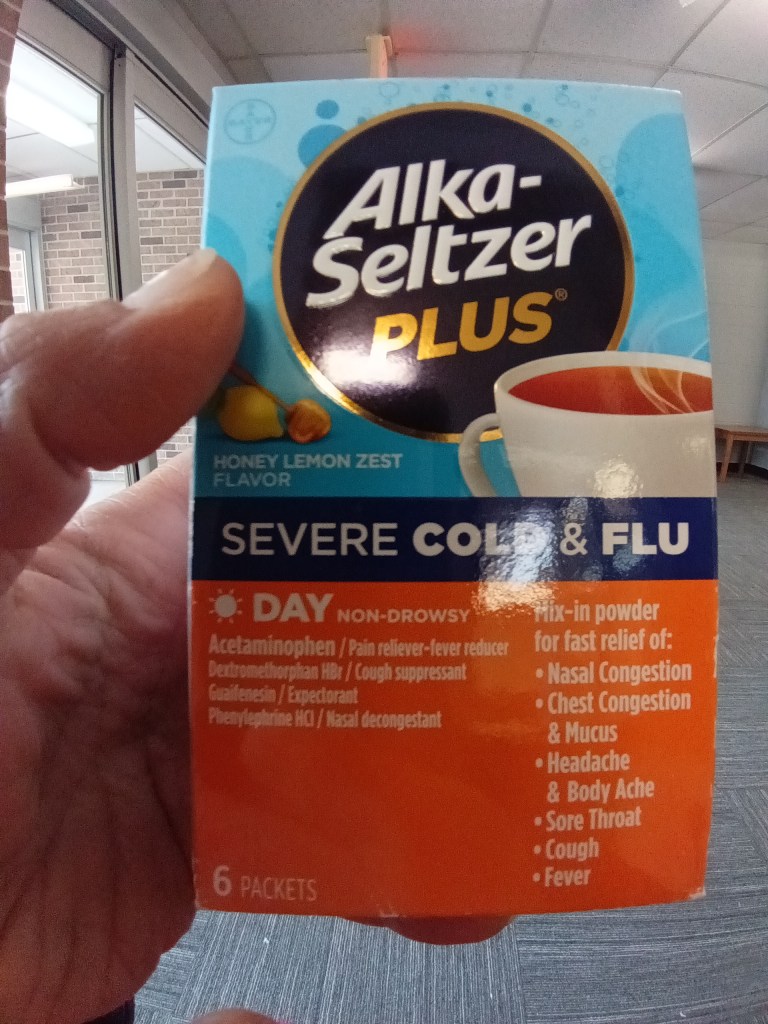 Alka-
Seltzer
PLUS®
HONEY LEMON ZEST
FLAVOR
SEVERE COLD & FLU
DAY NON-DROWSY
Acetaminophen / Pain reliever-fever reducer
Dextromethorphan HBr / Cough suppressant
Guaifenesin / Expectorant
Phenylephrine HCl / Nasal decongestant
Mix-in powder
for fast relief of:
• Nasal Congestion
• Chest Congestion
& Mucus
• Headache
& Body Ache
• Sore Throat
• Cough
• Fever
6 PACKETS